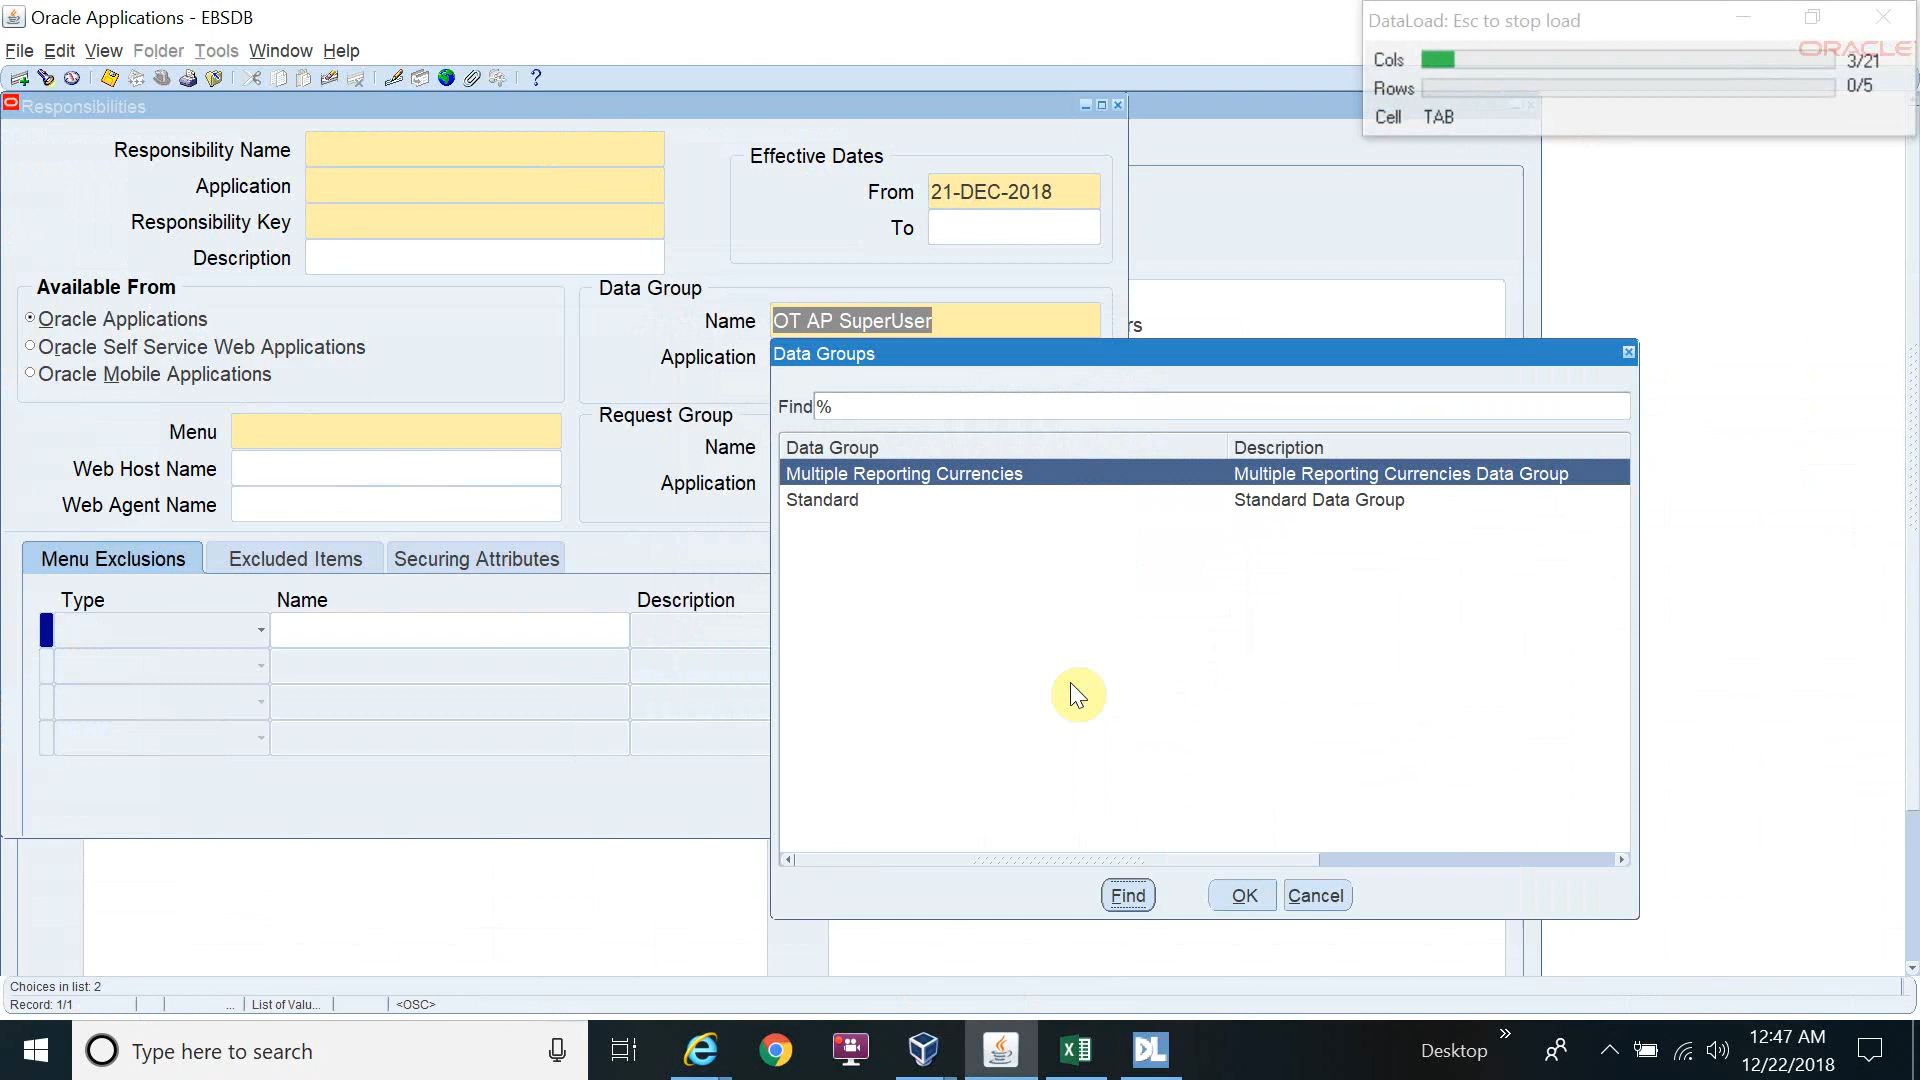 Oracle Applications - EBSDB
DataLoad: Esc to stop load
ORACLE
File Edit View Folder Tools Window Help
Cols 3/21
Rows 0/5
Cell TAB
Responsibilities
Responsibility Name
Application
Responsibility Key
Description
Effective Dates
From 21-DEC-2018
To
Available From
Oracle Applications
Oracle Self Service Web Applications
Oracle Mobile Applications
Data Group
Name OT AP SuperUser
Application
rs
Request Group
Name
Application
Menu
Web Host Name
Web Agent Name
Menu Exclusions Excluded Items Securing Attributes
Type Name Description
Data Groups
Find %
Data Group Description
Multiple Reporting Currencies Multiple Reporting Currencies Data Group
Standard Standard Data Group
Find OK Cancel
Choices in list: 2
Record: 1/1 ... List of Valu... <OSC>
Type here to search
DL
Desktop
12:47 AM
12/22/2018